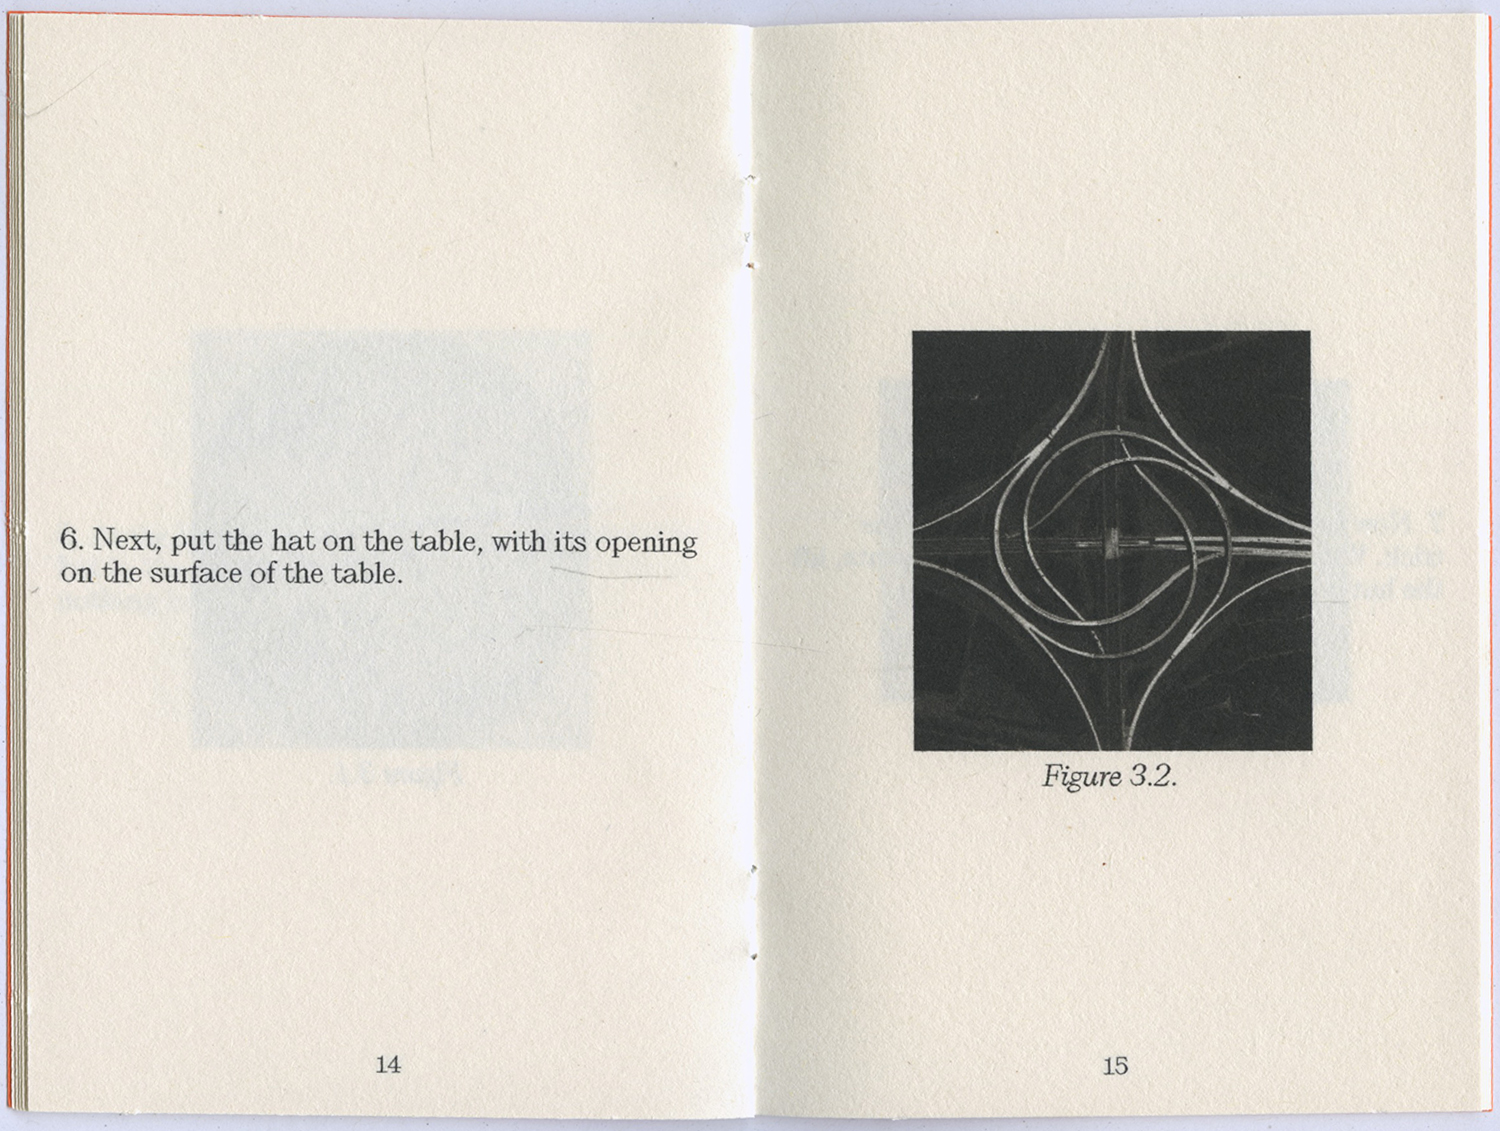 6. Next, put the hat on the table, with its opening
on the surface of the table.
14
Figure 3.2.
15